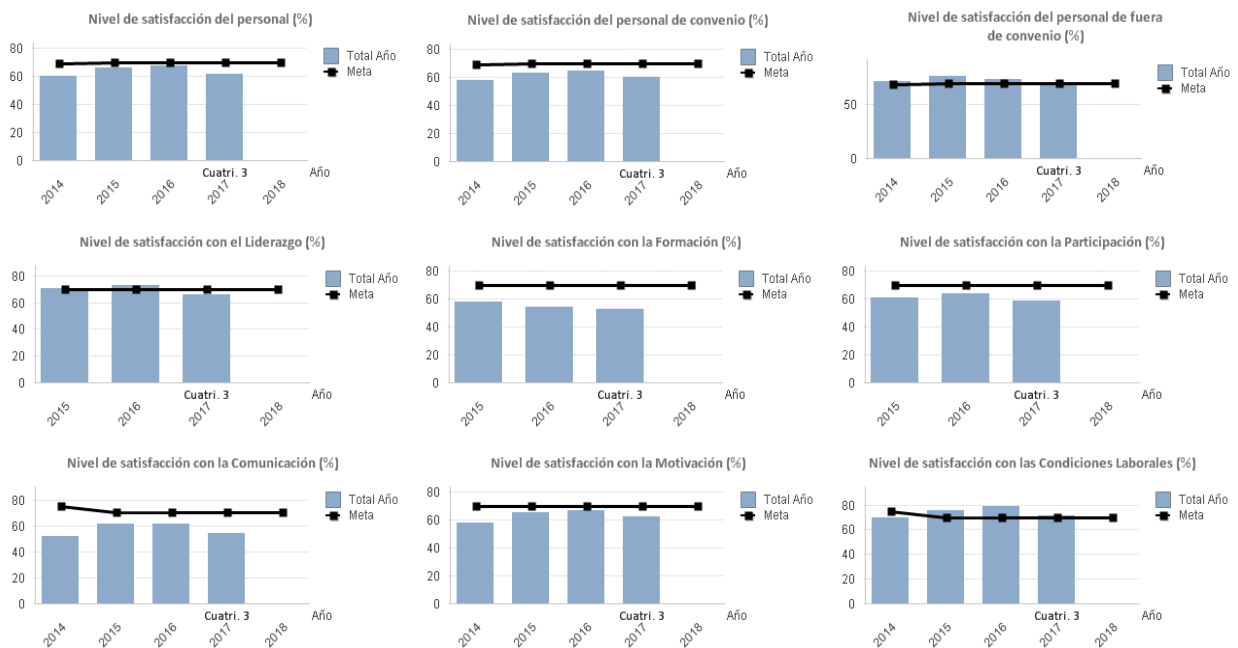 Nivel de satisfacción del personal (%)
80
60
40
20
0
Total Año
Meta
Cuatri. 3
2014
2015
2016
2017
2018
Año
Nivel de satisfacción del personal de convenio (%)
80
60
40
20
0
Total Año
Meta
Cuatri. 3
2014
2015
2016
2017
2018
Año
Nivel de satisfacción del personal de fuera
de convenio (%)
50
0
Total Año
Meta
Cuatri. 3
2014
2015
2016
2017
2018
Año
Nivel de satisfacción con el Liderazgo (%)
80
60
40
20
0
Total Año
Meta
Cuatri. 3
2015
2016
2017
2018
Año
Nivel de satisfacción con la Formación (%)
80
60
40
20
0
Total Año
Meta
Cuatri. 3
2015
2016
2017
2018
Año
Nivel de satisfacción con la Participación (%)
80
60
40
20
0
Total Año
Meta
Cuatri. 3
2015
2016
2017
2018
Año
Nivel de satisfacción con la Comunicación (%)
80
60
40
20
0
Total Año
Meta
Cuatri. 3
2014
2015
2016
2017
2018
Año
Nivel de satisfacción con la Motivación (%)
80
60
40
20
0
Total Año
Meta
Cuatri. 3
2014
2015
2016
2017
2018
Año
Nivel de satisfacción con las Condiciones Laborales (%)
80
60
40
20
0
Total Año
Meta
Cuatri. 3
2014
2015
2016
2017
2018
Año